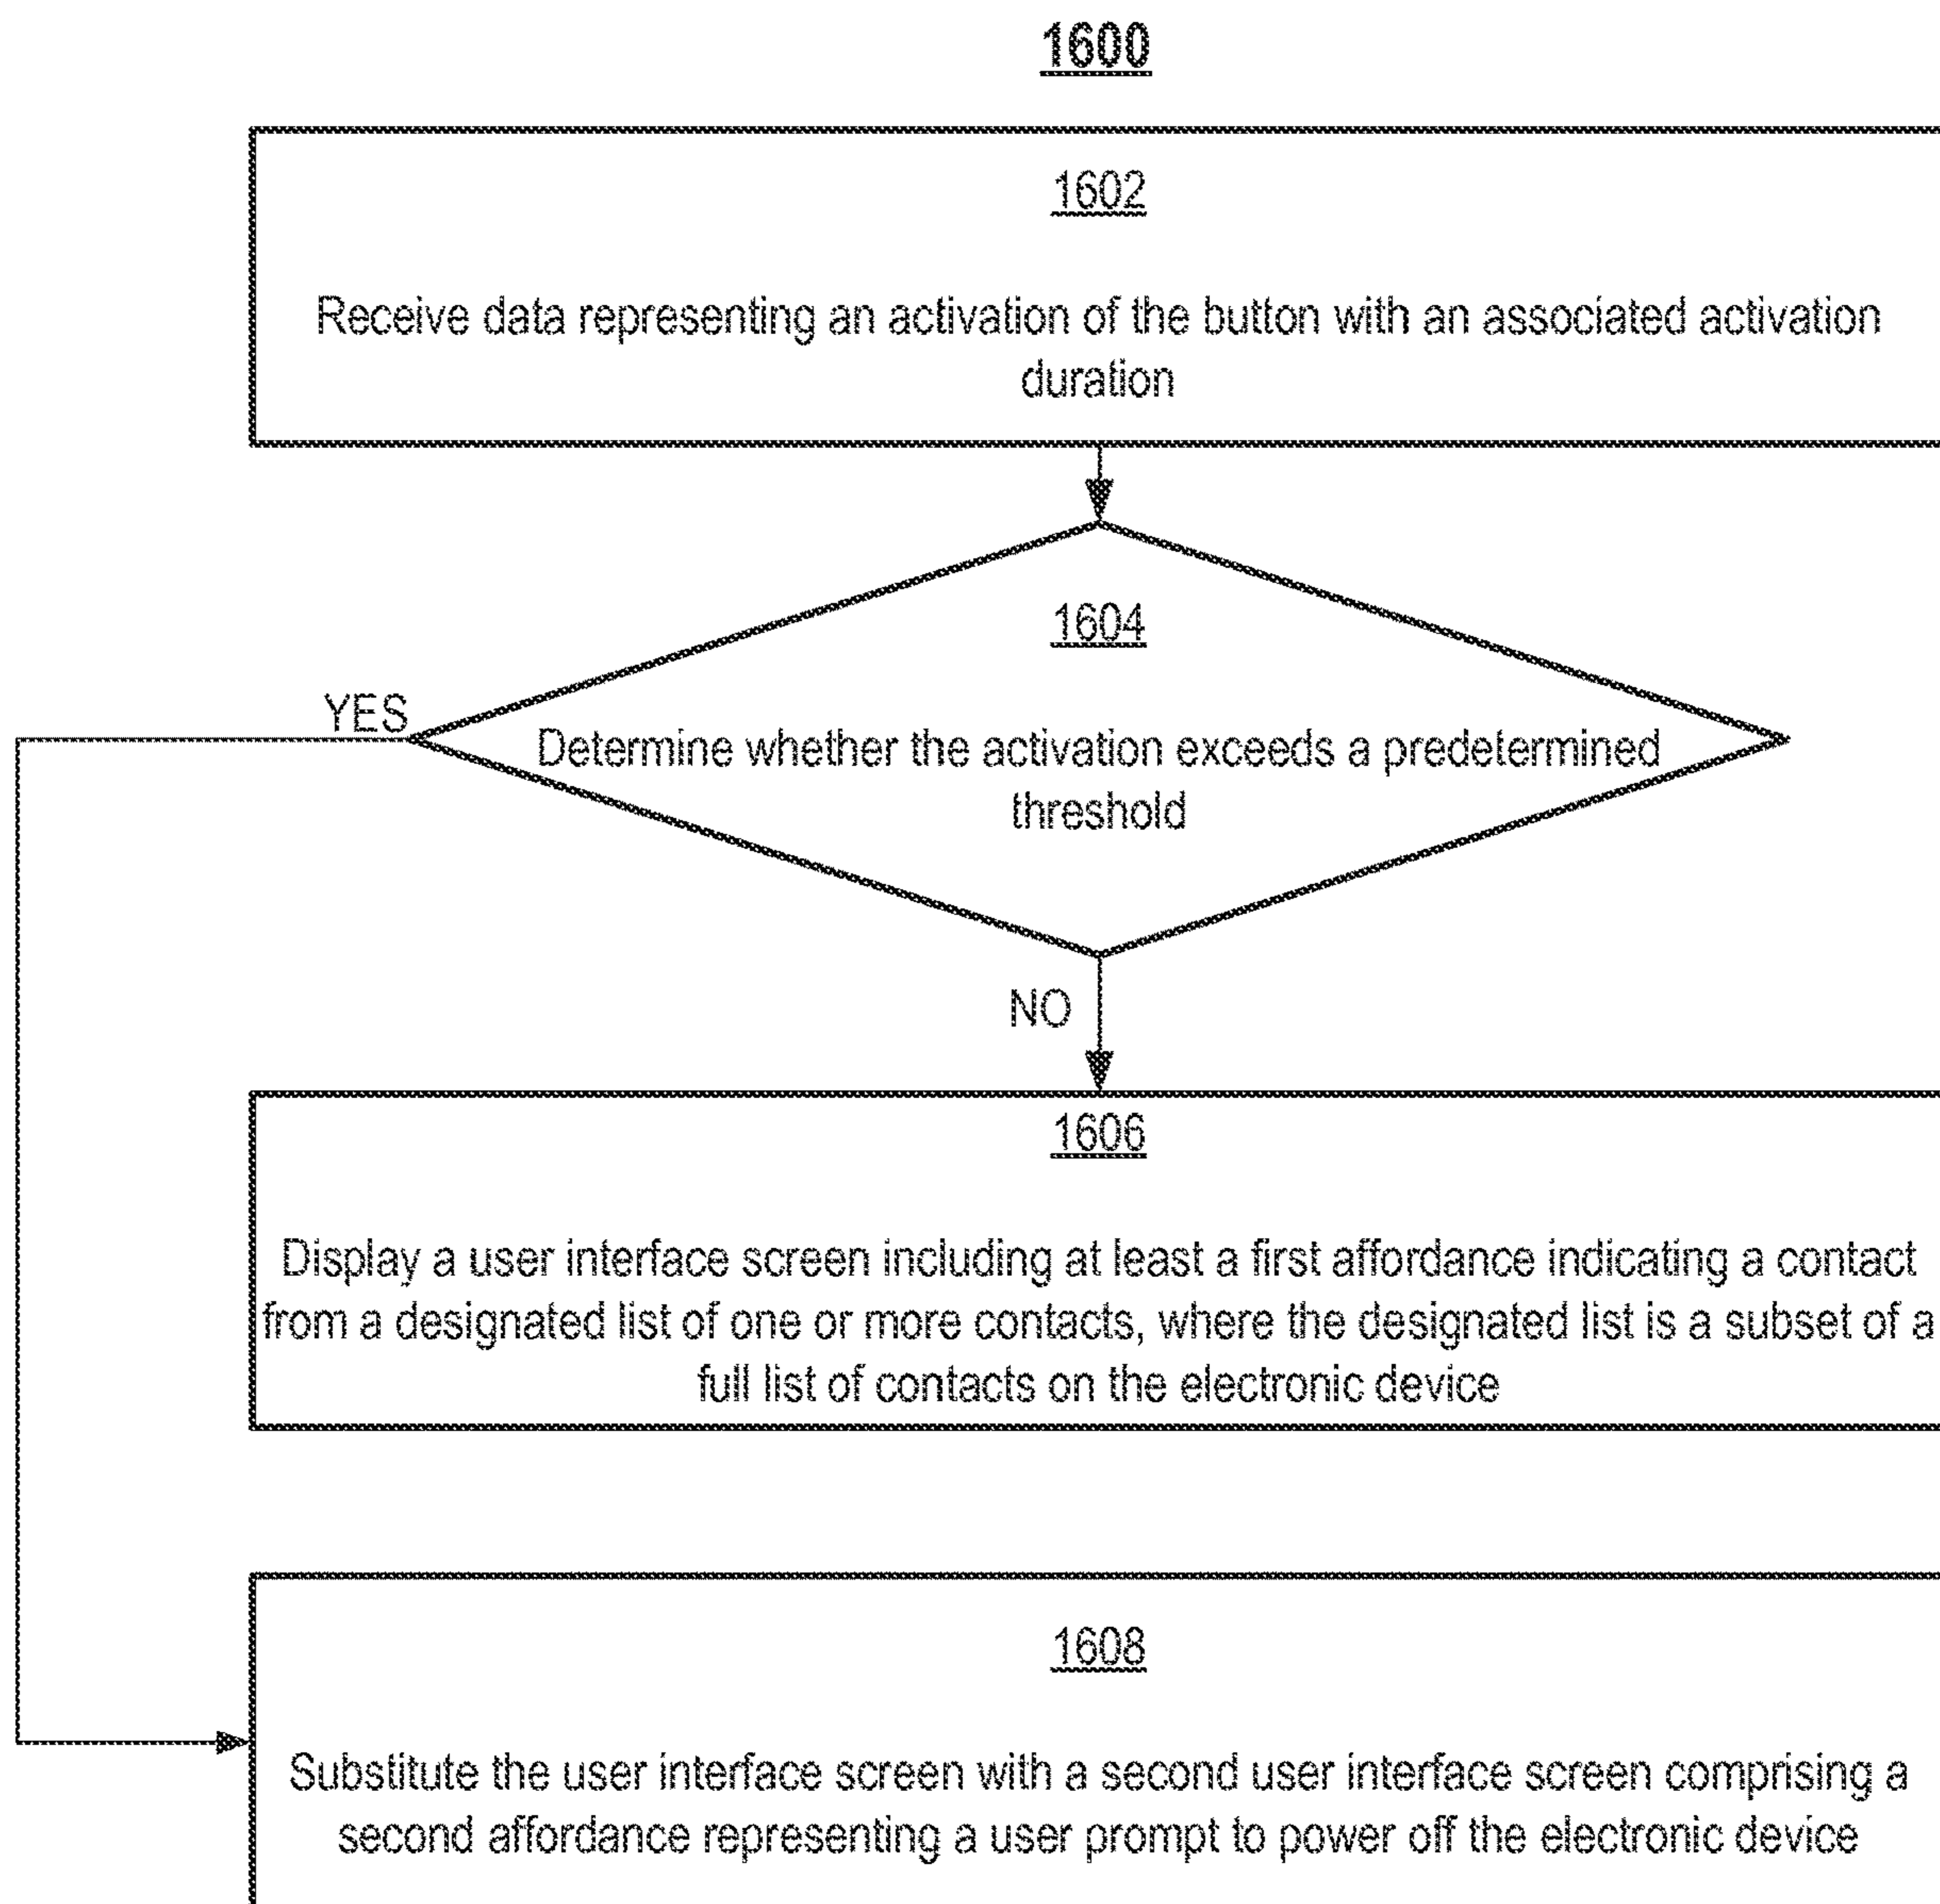 1600
1602
Receive data representing an activation of the button with an associated activation
duration
1604
YES
Determine whether the activation exceeds a predetermined
threshold
NO
1606
Display a user interface screen including at least a first affordance indicating a contact
from a designated list of one or more contacts, where the designated list is a subset of a
full list of contacts on the electronic device
1608
Substitute the user interface screen with a second user interface screen comprising a
second affordance representing a user prompt to power off the electronic device